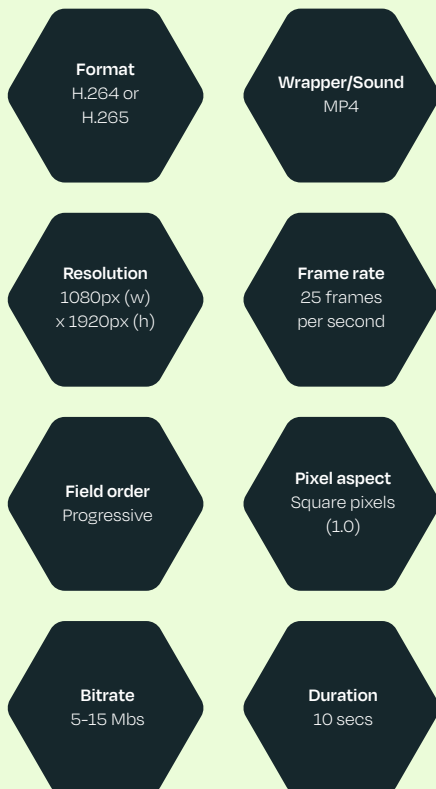 Format
H.264 or
H.265
Wrapper/Sound
MP4
Resolution
1080px (w)
x 1920px (h)
Frame rate
25 frames
per second
Field order
Progressive
Pixel aspect
Square pixels
(1.0)
Bitrate
5-15 Mbs
Duration
10 secs